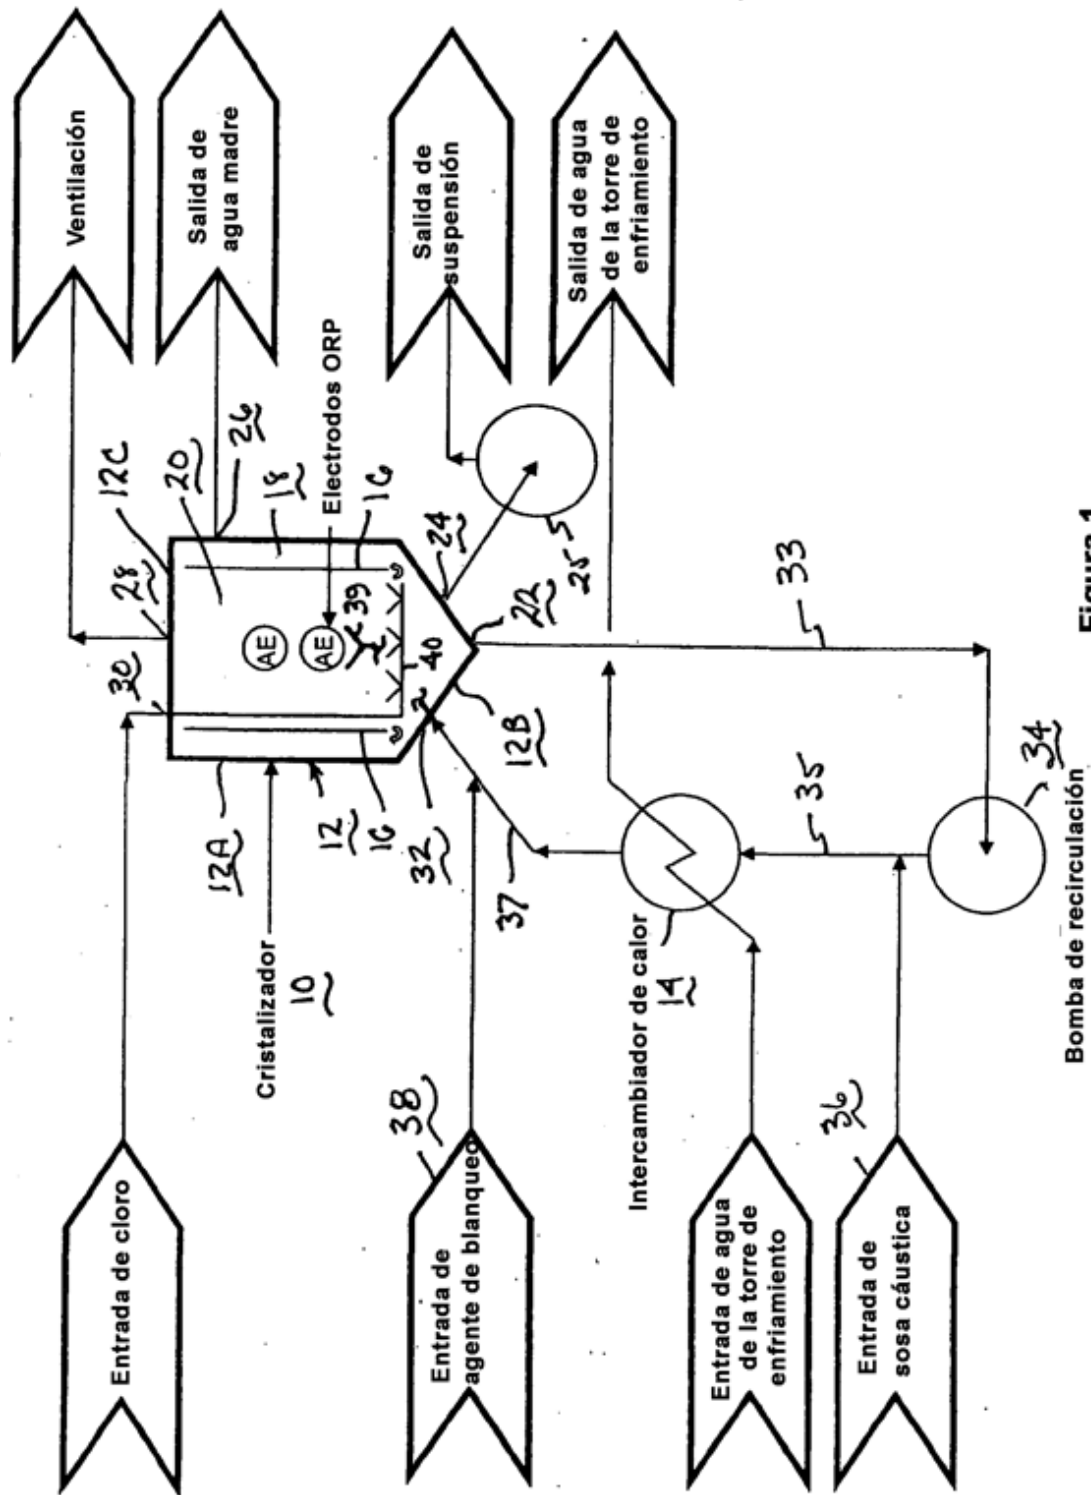 Ventilación
Salida de
agua madre
Salida de
suspensión
Salida de agua
de la torre de
enfriamiento
12C
28
30
20
26
18
16
Electrodos ORP
AE
AE
39
40
24
25
22
33
12A
12
16
32
12B
37
35
34
Cristalizador
10
Intercambiador de calor
14
Bomba de recirculación
Entrada de cloro
38
Entrada de
agente de blanqueo
Entrada de agua
de la torre de
enfriamiento
36
Entrada de
sosa cáustica
Figura 1